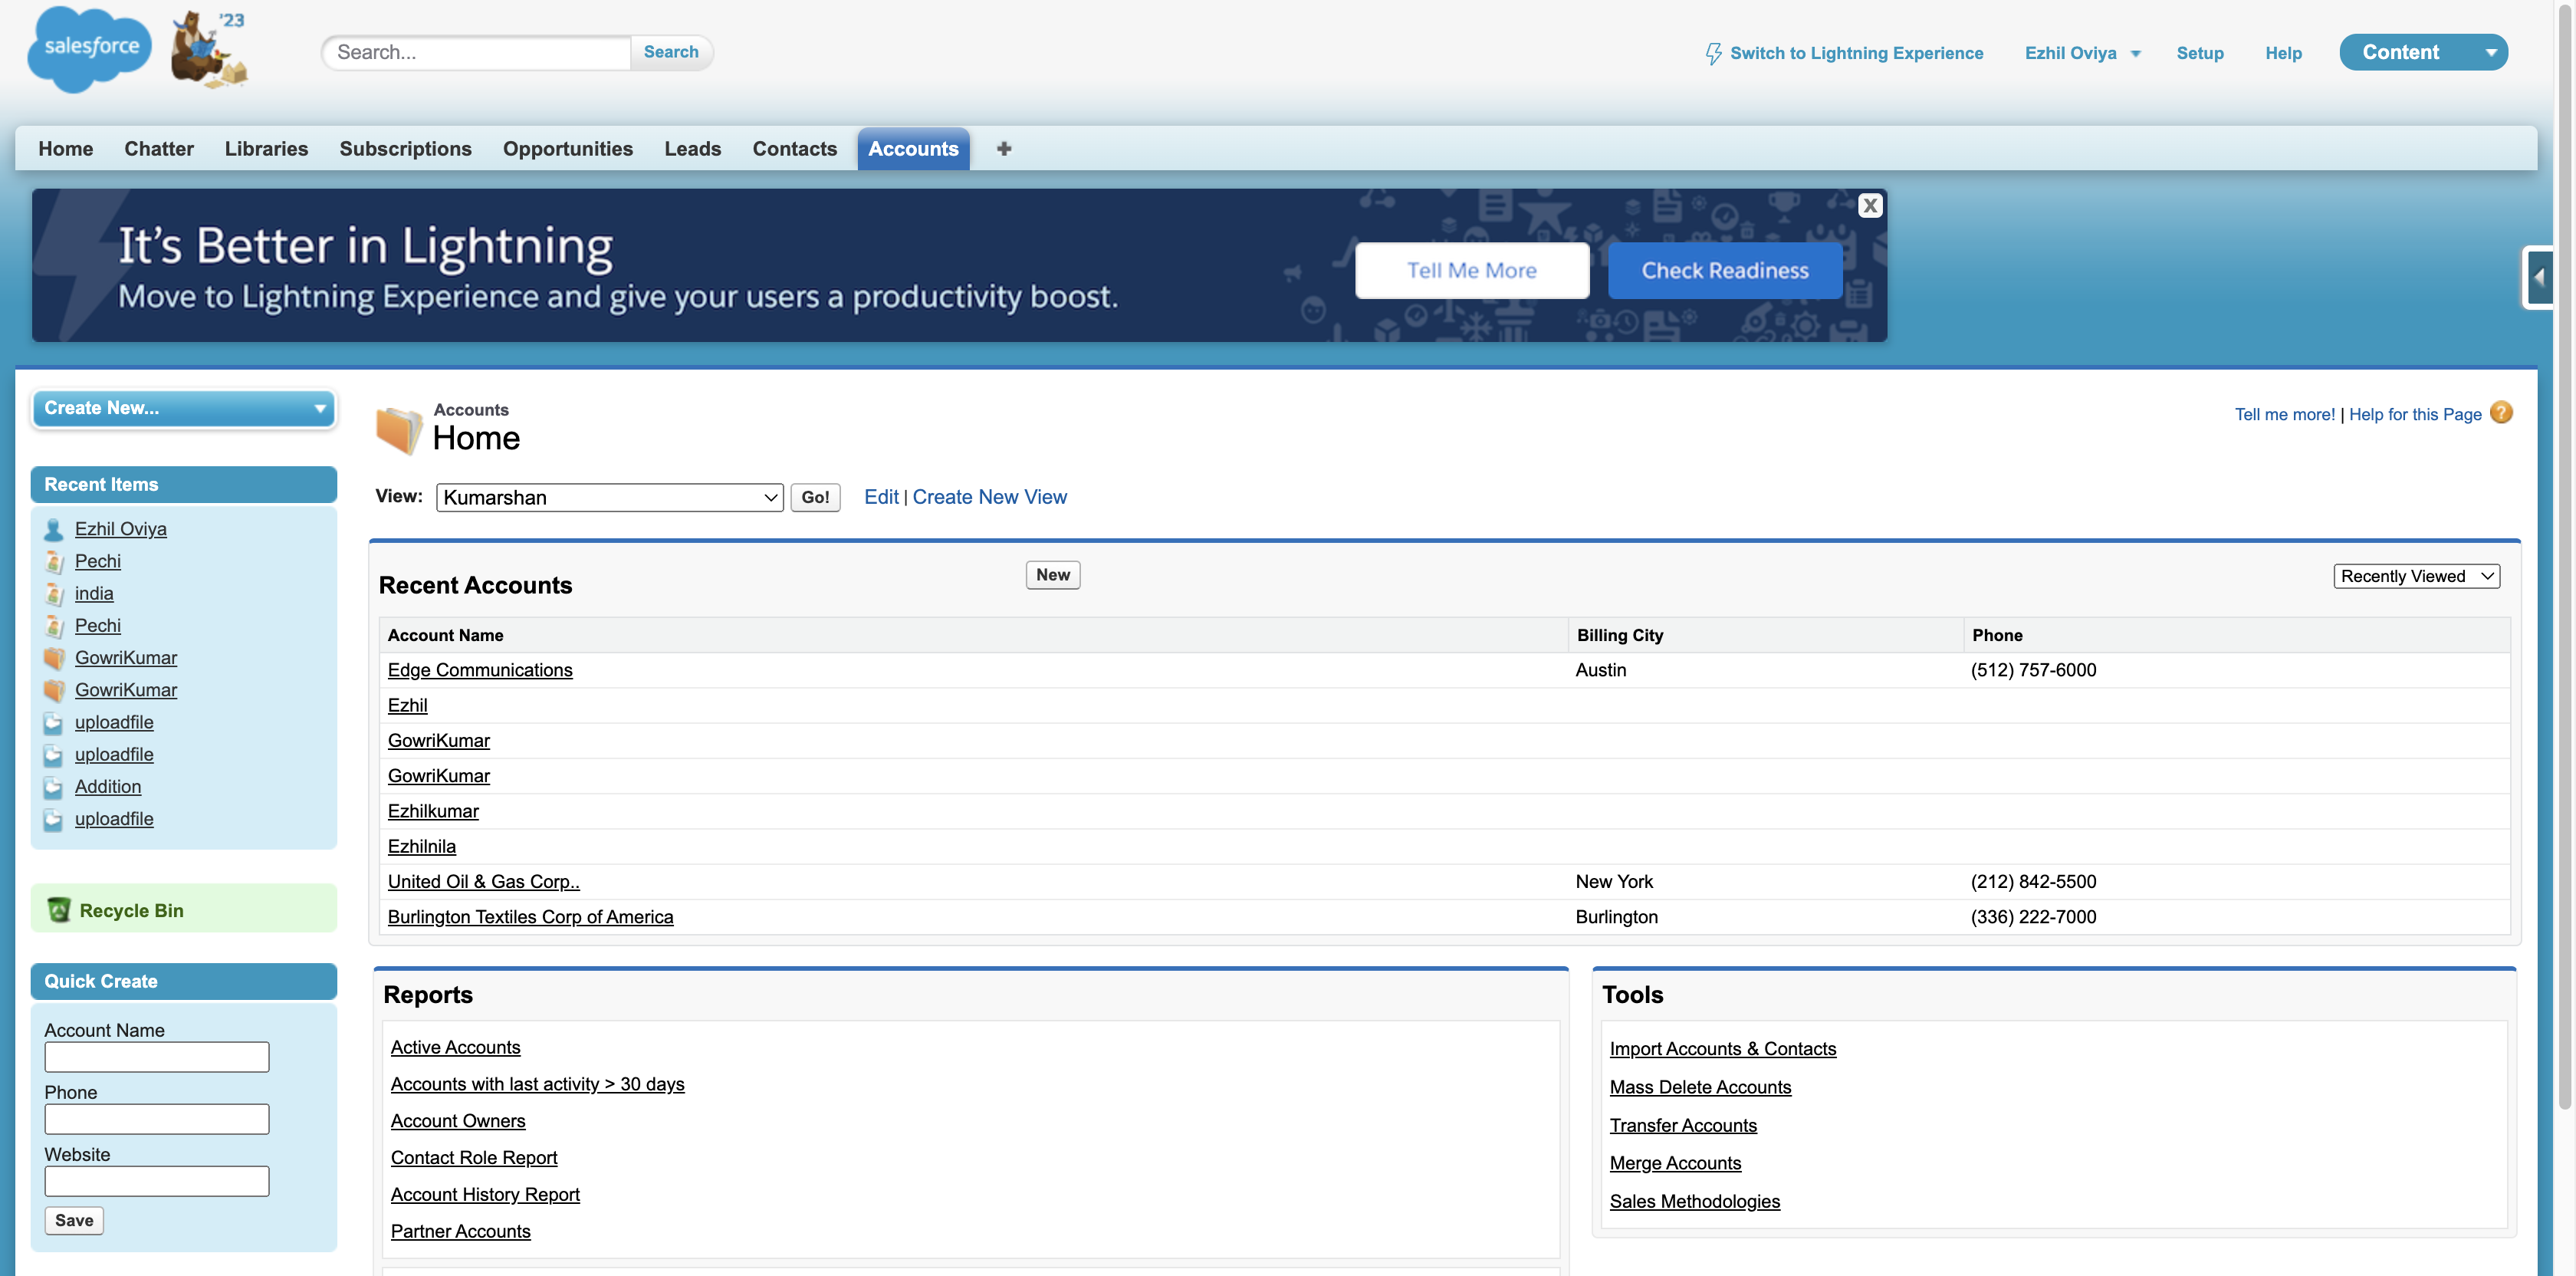 salesforce
'23
Search...
Search
Switch to Lightning Experience
Ezhil Oviya
Setup
Help
Content
Home
Chatter
Libraries
Subscriptions
Opportunities
Leads
Contacts
Accounts
+
It's Better in Lightning
Move to Lightning Experience and give your users a productivity boost.
Tell Me More
Check Readiness
X
Create New...
Recent Items
Ezhil Oviya
Pechi
india
Pechi
GowriKumar
GowriKumar
uploadfile
uploadfile
Addition
uploadfile
Recycle Bin
Quick Create
Account Name
Phone
Website
Save
Accounts
Home
Tell me more! | Help for this Page ?
View: Kumarshan Go! Edit | Create New View
Recent Accounts
New
Recently Viewed
Account Name Billing City Phone
Edge Communications Austin (512) 757-6000
Ezhil
GowriKumar
GowriKumar
Ezhilkumar
Ezhilnila
United Oil & Gas Corp.. New York (212) 842-5500
Burlington Textiles Corp of America Burlington (336) 222-7000
Reports
Active Accounts
Accounts with last activity > 30 days
Account Owners
Contact Role Report
Account History Report
Partner Accounts
Tools
Import Accounts & Contacts
Mass Delete Accounts
Transfer Accounts
Merge Accounts
Sales Methodologies